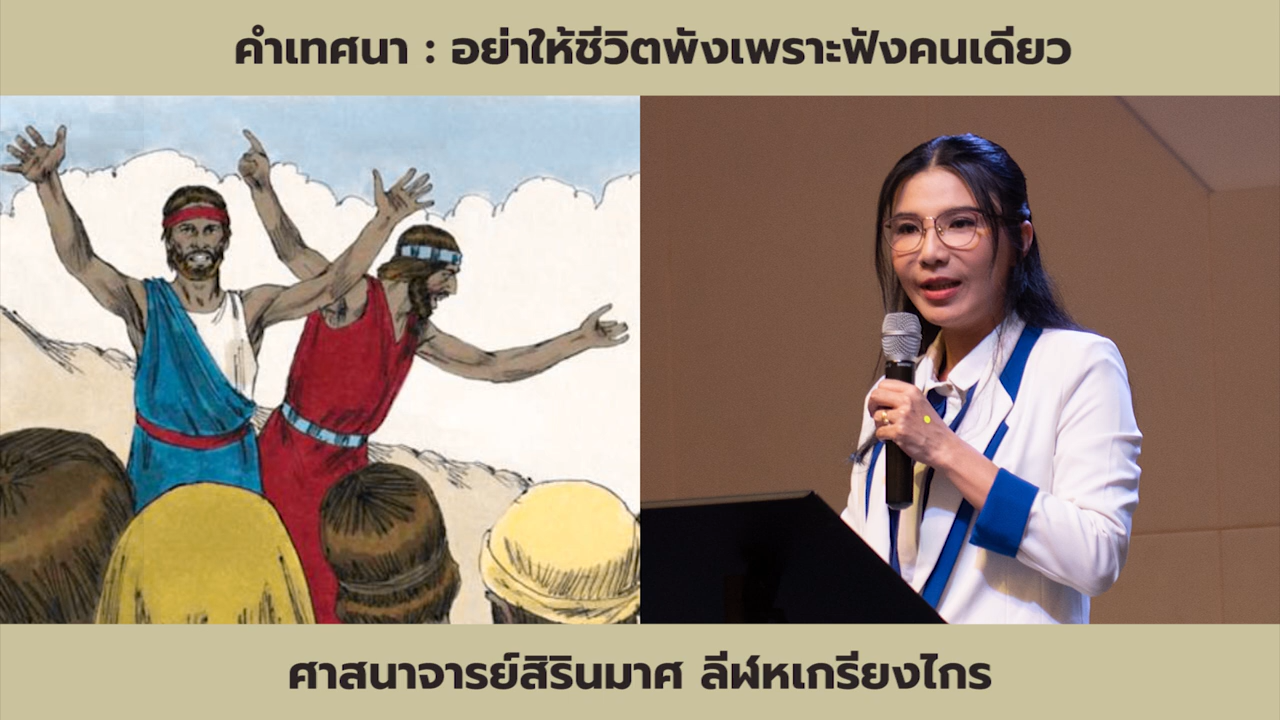 คำเทศนา : อย่าให้ชีวิตพังเพราะฟังคนเดียว
ศาสนาจารย์สิรินมาศ ลีฬหเกรียงไกร